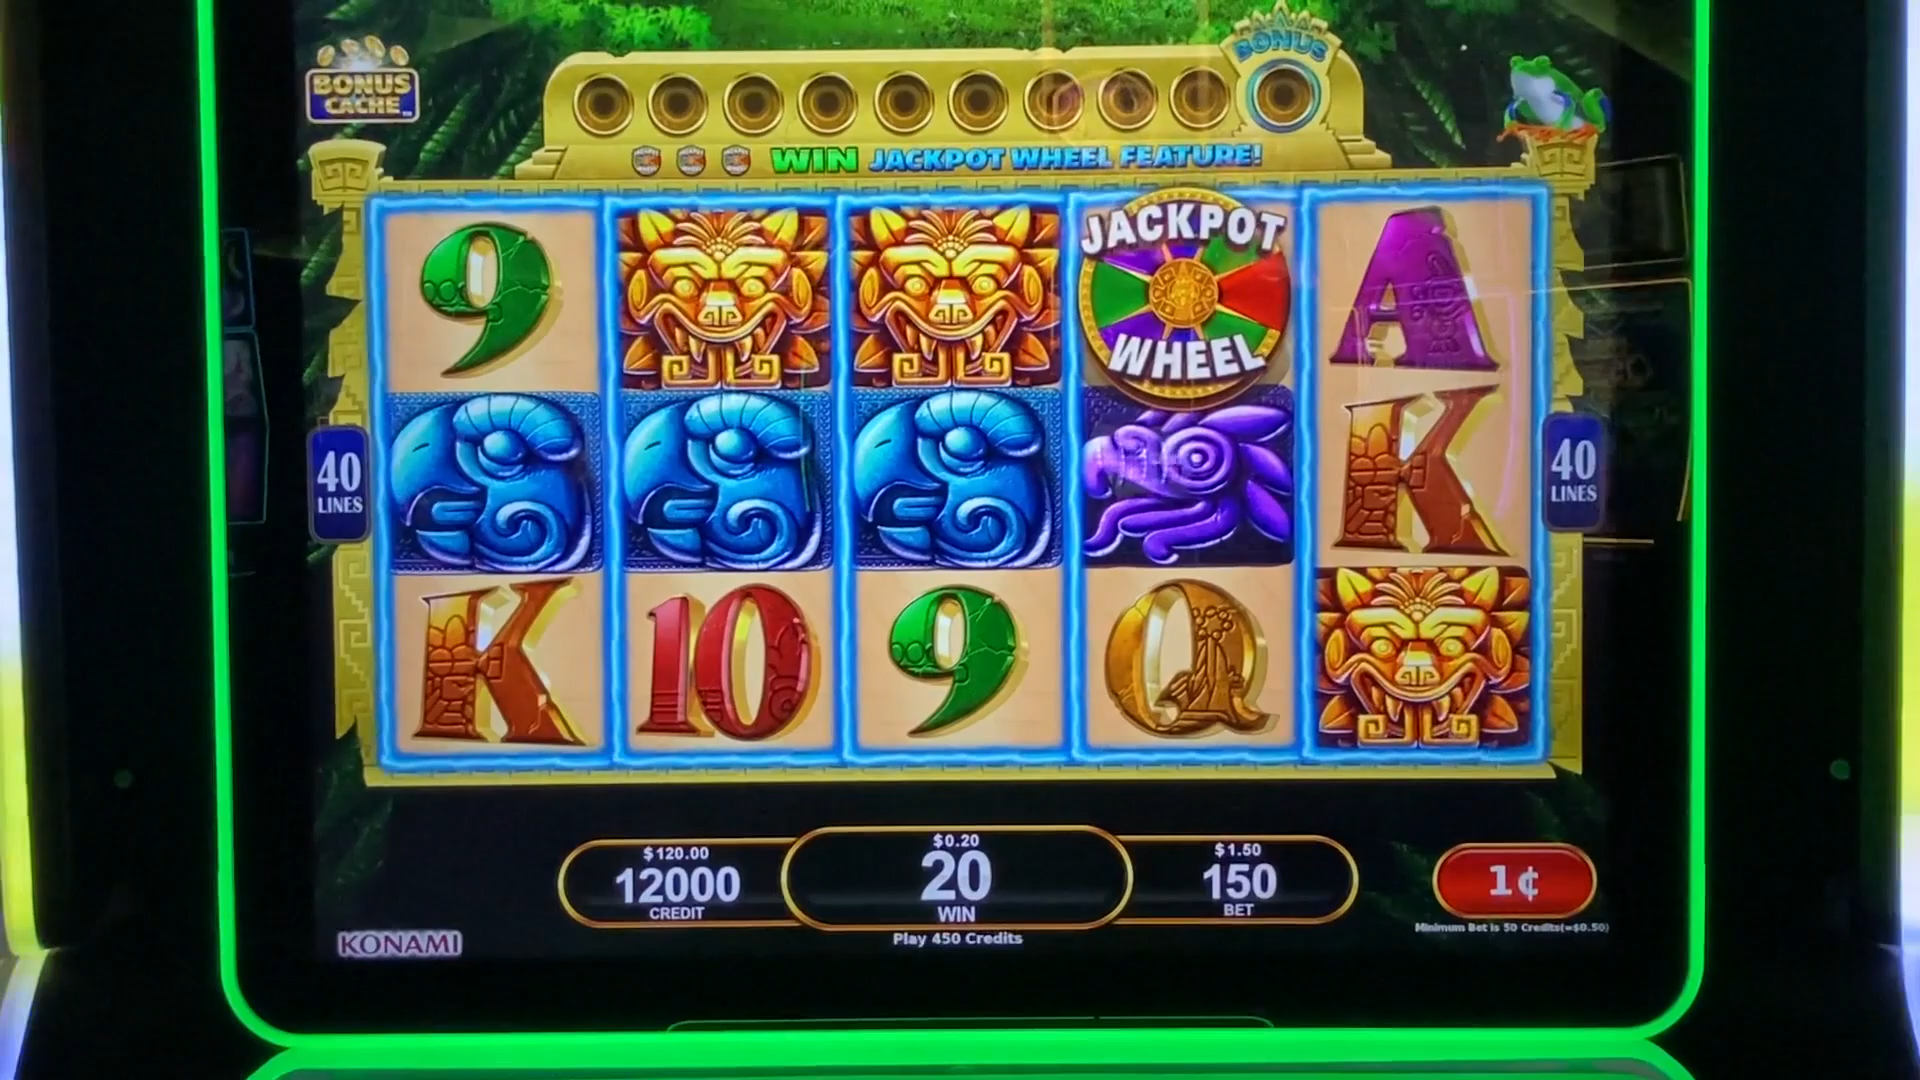 BONUS
BONUS
CACHE
WIN JACKPOT WHEEL FEATURE!
9
JACKPOT
WHEEL
A
40
LINES
K
40
LINES
K
10
9
Q
$120.00
12000
CREDIT
$0.20
20
WIN
$1.50
150
BET
1¢
Minimum Bet is 50 Credits(=$0.50)
Play 450 Credits
KONAMI